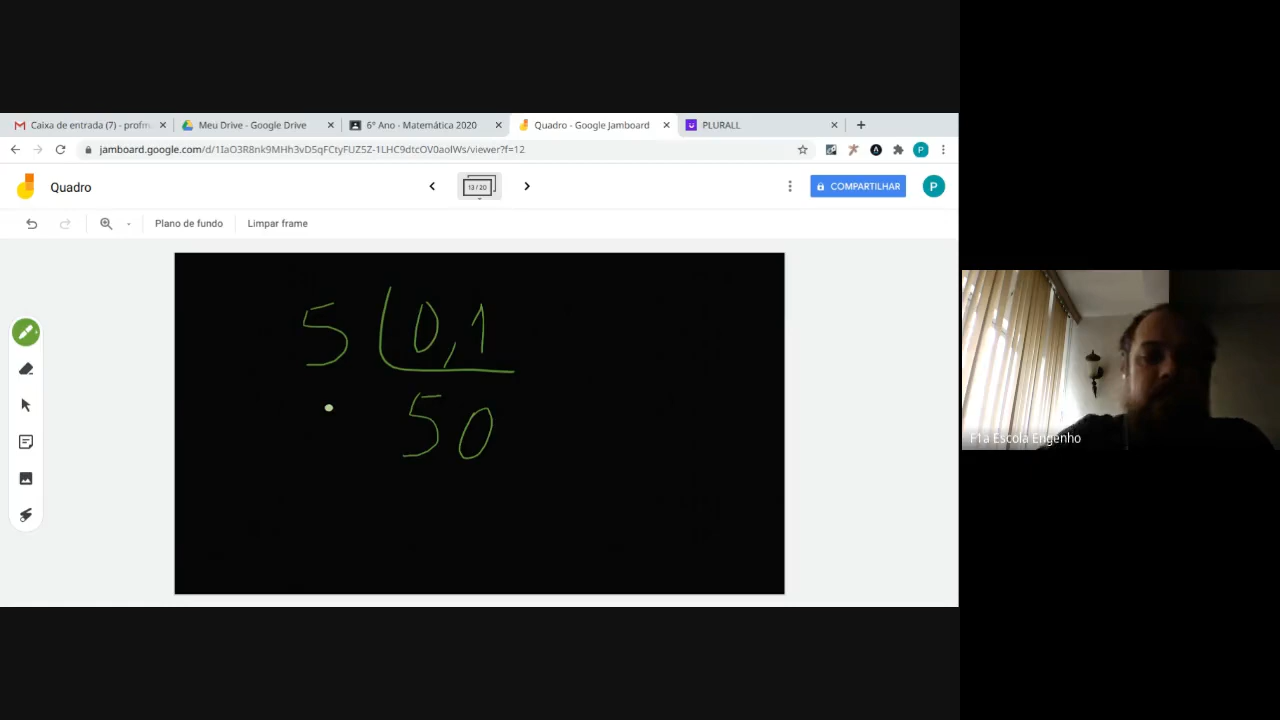 Caixa de entrada (7) - profm
Meu Drive - Google Drive
6º Ano - Matemática 2020
Quadro - Google Jamboard
PLURALL
jamboard.google.com/d/1IaO3R8nk9MHh3vD5qFCtyFUZ5Z-1LHC9dtcOV0aolWs/viewer?f=12
P
Quadro
13 / 20
COMPARTILHAR
P
Plano de fundo
Limpar frame
5 0,1
50
F1a Escola Engenho